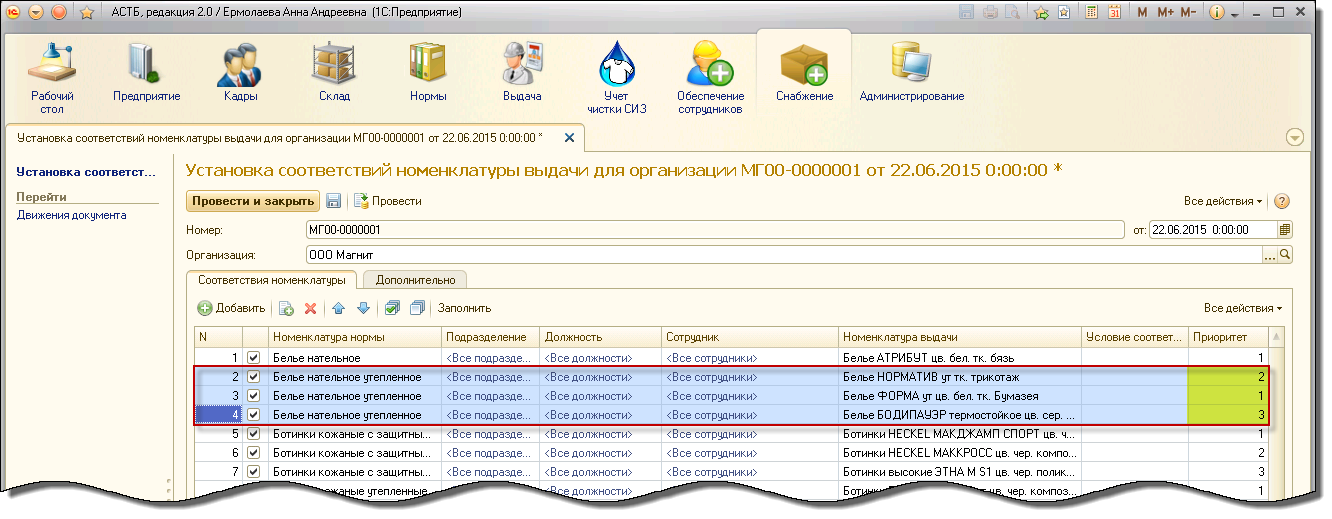 АСТБ, редакция 2.0 / Ермолаева Анна Андреевна (1С:Предприятие)
M M+ M-
Рабочий стол
Предприятие
Кадры
Склад
Нормы
Выдача
Учет чистки СИЗ
Обеспечение сотрудников
Снабжение
Администрирование
Установка соответствий номенклатуры выдачи для организации МГ00-0000001 от 22.06.2015 0:00:00 *
Установка соответст...
Перейти
Движения документа
Установка соответствий номенклатуры выдачи для организации МГ00-0000001 от 22.06.2015 0:00:00 *
Провести и закрыть Провести Все действия
Номер: МГ00-0000001 от: 22.06.2015 0:00:00
Организация: ООО Магнит
Соответствия номенклатуры Дополнительно
Добавить Заполнить Все действия
N Номенклатура нормы Подразделение Должность Сотрудник Номенклатура выдачи Условие соответ... Приоритет
1 Белье нательное <Все подразде... <Все должности> <Все сотрудники> Белье АТРИБУТ цв. бел. тк. бязь 1
2 Белье нательное утепленное <Все подразде... <Все должности> <Все сотрудники> Белье НОРМАТИВ ут тк. трикотаж 2
3 Белье нательное утепленное <Все подразде... <Все должности> <Все сотрудники> Белье ФОРМА ут цв. бел. тк. Бумазея 1
4 Белье нательное утепленное <Все подразде... <Все должности> <Все сотрудники> Белье БОДИПАУЭР термостойкое цв. сер. ... 3
5 Ботинки кожаные с защитны... <Все подразде... <Все должности> <Все сотрудники> Ботинки HECKEL МАКДЖАМП СПОРТ цв. ч... 1
6 Ботинки кожаные с защитны... <Все подразде... <Все должности> <Все сотрудники> Ботинки HECKEL МАККРОСС цв. чер. компо... 2
7 Ботинки кожаные с защитны... <Все подразде... <Все должности> <Все сотрудники> Ботинки высокие ЭТНА М S1 цв. чер. полик... 3
кожаные утепленные <Все должности> Ботинки цв. чер. композ... 1